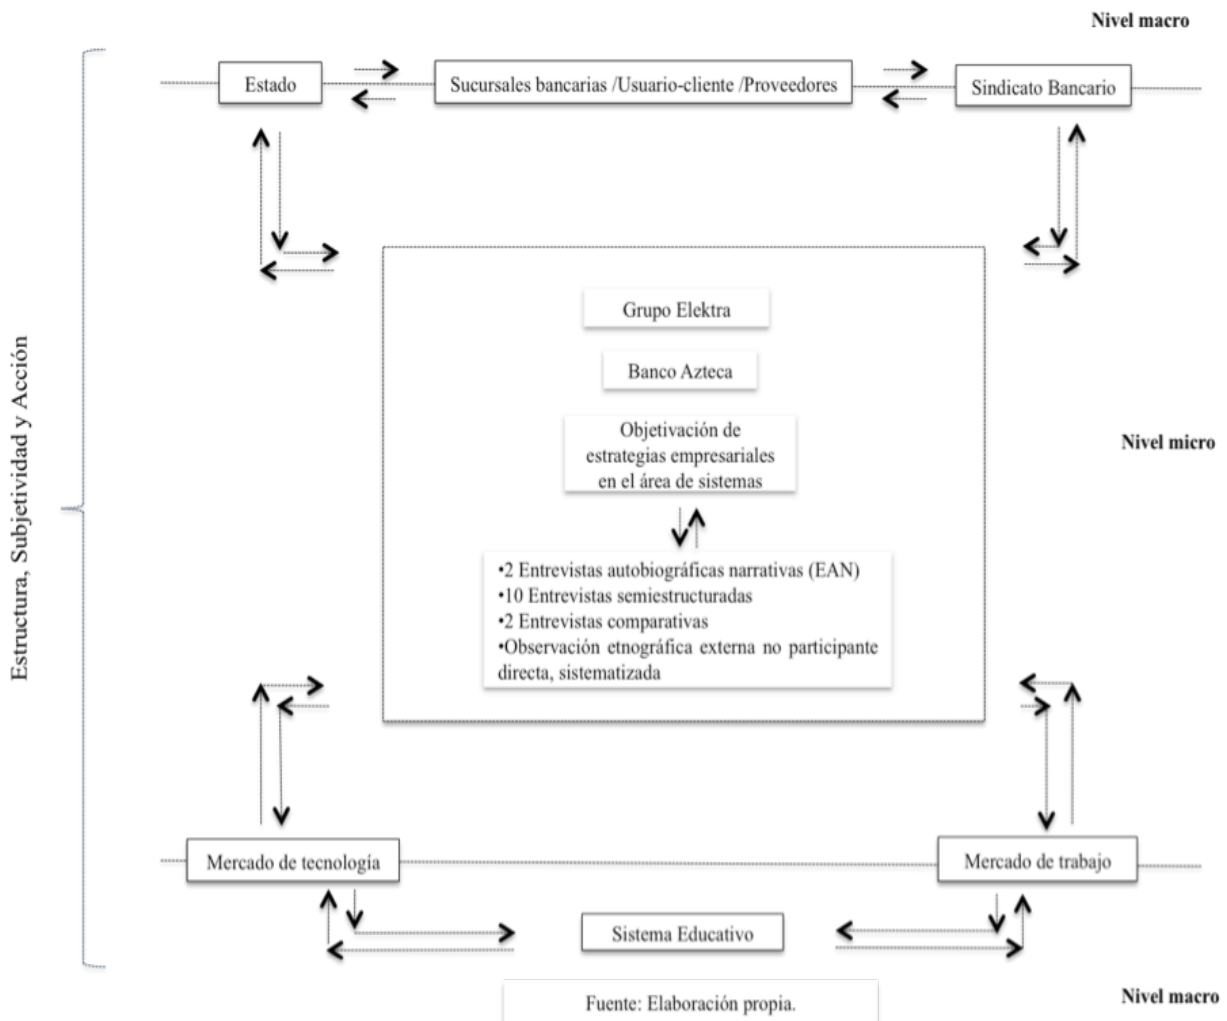 Nivel macro
Estado
Sucursales bancarias /Usuario-cliente /Proveedores
Sindicato Bancario
Estructura, Subjetividad y Acción
Grupo Elektra
Banco Azteca
Objetivación de
estrategias empresariales
en el área de sistemas
Nivel micro
•2 Entrevistas autobiográficas narrativas (EAN)
•10 Entrevistas semiestructuradas
•2 Entrevistas comparativas
•Observación etnográfica externa no participante
directa, sistematizada
Mercado de tecnología
Mercado de trabajo
Sistema Educativo
Fuente: Elaboración propia.
Nivel macro